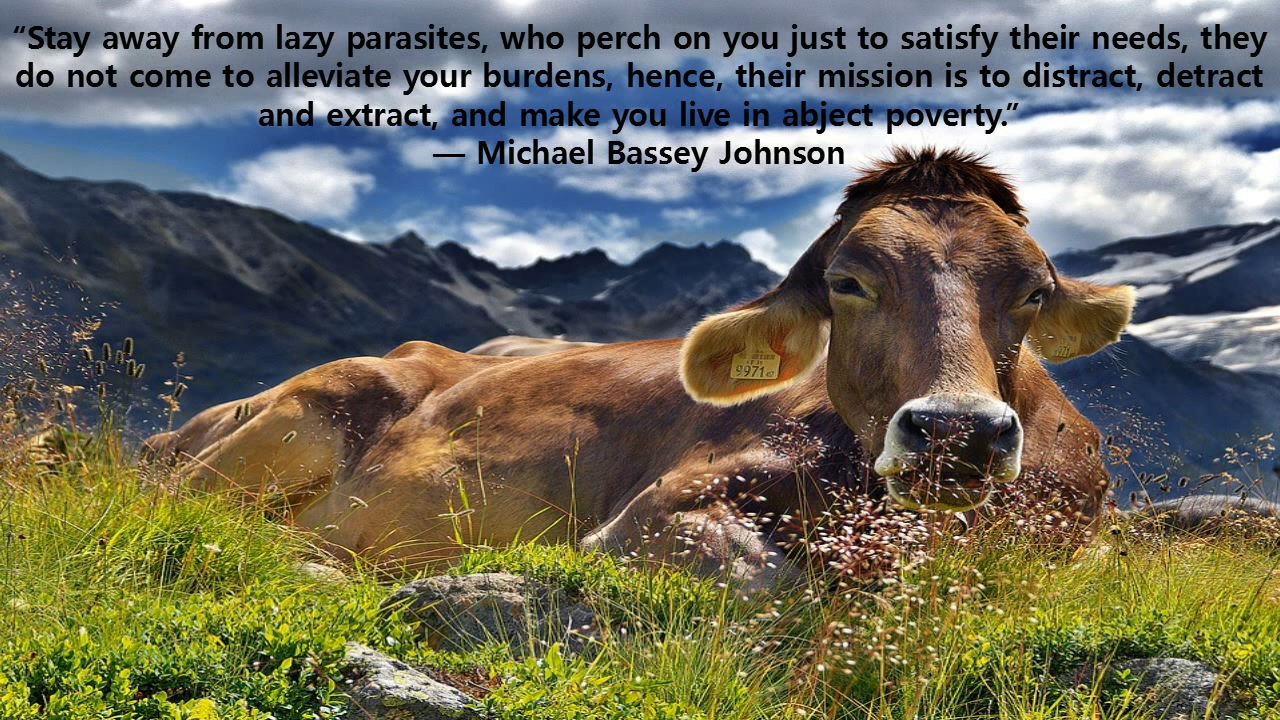 “Stay away from lazy parasites, who perch on you just to satisfy their needs, they
do not come to alleviate your burdens, hence, their mission is to distract, detract
and extract, and make you live in abject poverty.”
— Michael Bassey Johnson
9971